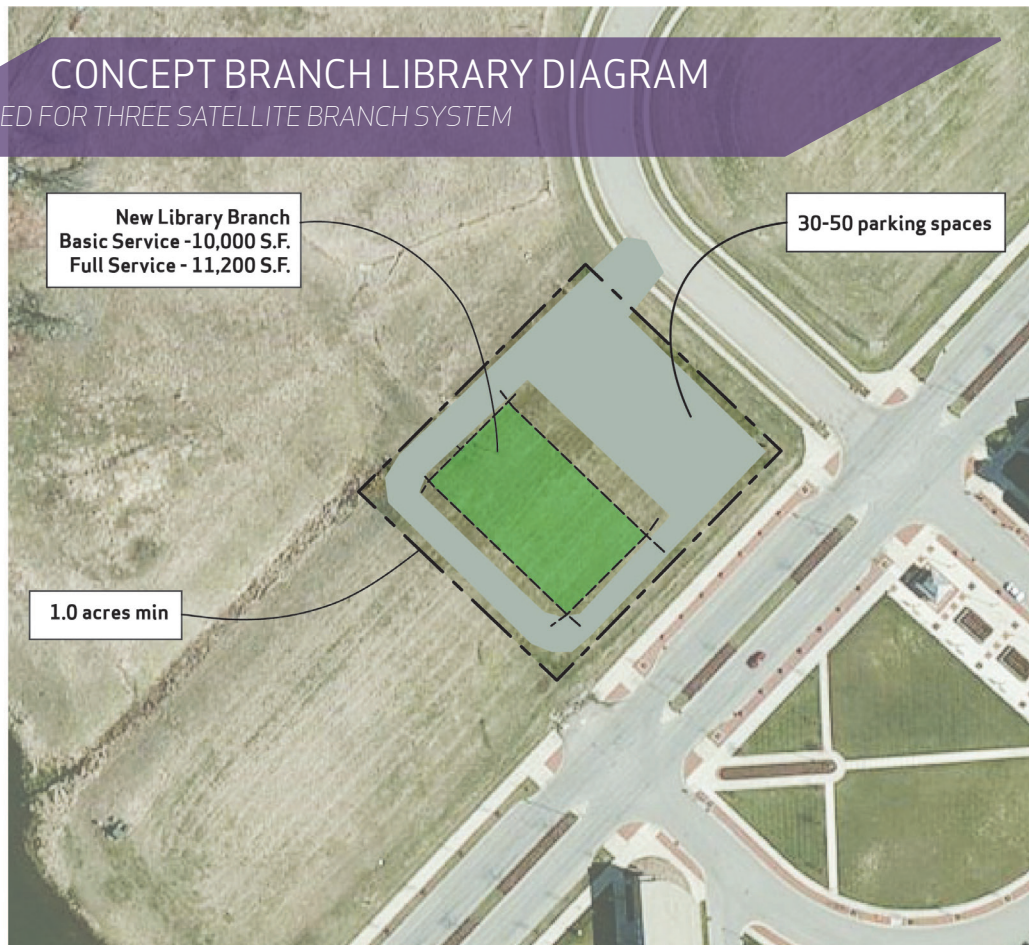 CONCEPT BRANCH LIBRARY DIAGRAM
FOR THREE SATELLITE BRANCH SYSTEM
New Library Branch
Basic Service -10,000 S.F.
Full Service - 11,200 S.F.
30-50 parking spaces
1.0 acres min